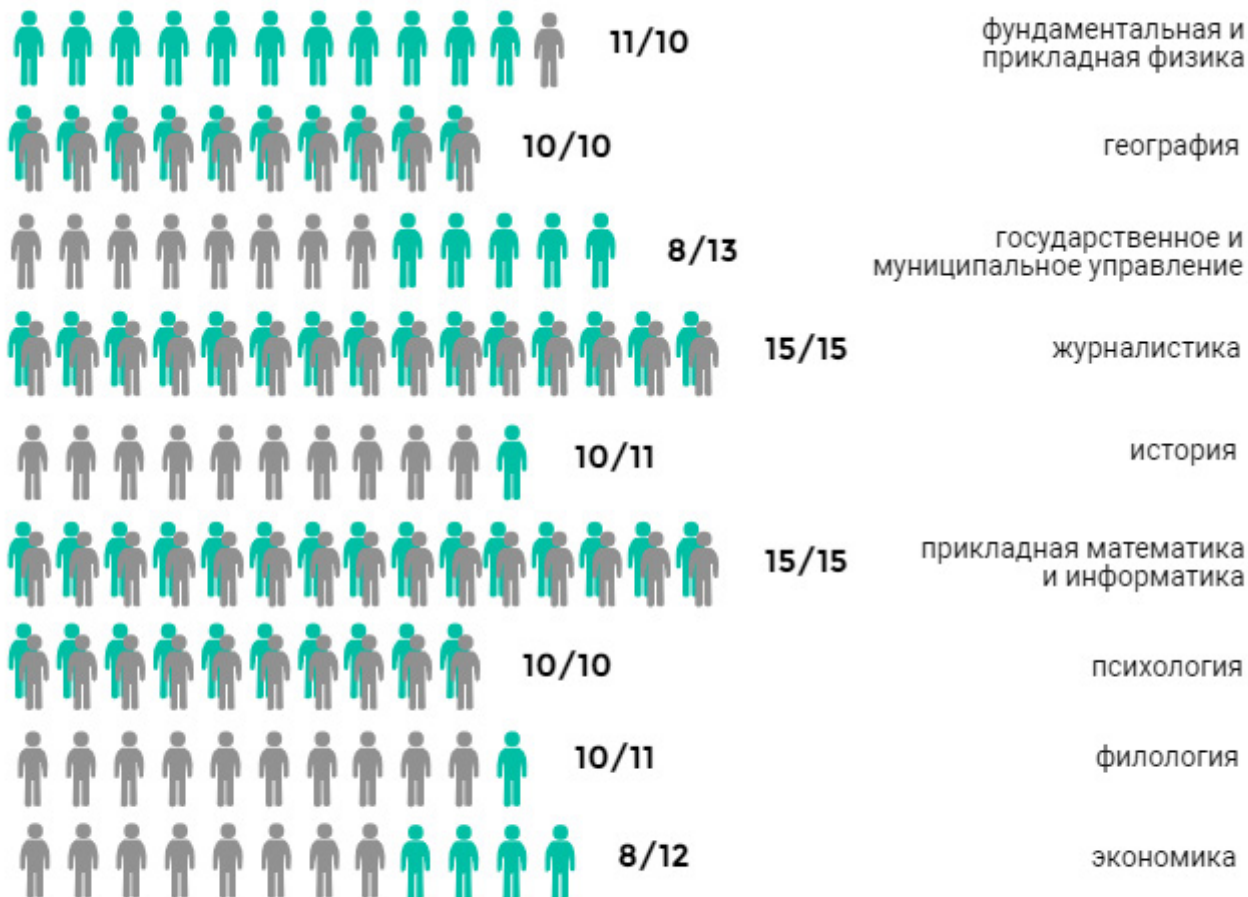 11/10
фундаментальная и
прикладная физика
10/10
география
8/13
государственное и
муниципальное управление
15/15
журналистика
10/11
история
15/15
прикладная математика
и информатика
10/10
психология
10/11
филология
8/12
экономика